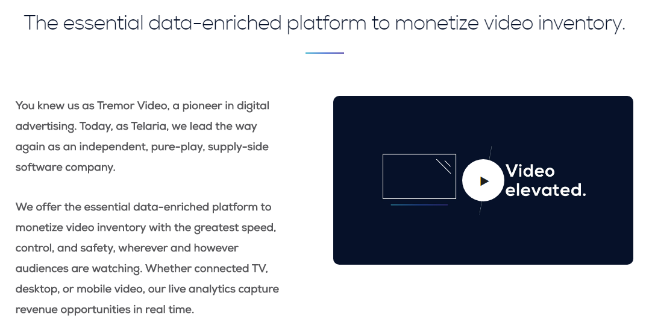 The essential data-enriched platform to monetize video inventory.
You knew us as Tremor Video, a pioneer in digital
advertising. Today, as Telaria, we lead the way
again as an independent, pure-play, supply-side
software company.
We offer the essential data-enriched platform to
monetize video inventory with the greatest speed,
control, and safety, wherever and however
audiences are watching. Whether connected TV,
desktop, or mobile video, our live analytics capture
revenue opportunities in real time.
Video
elevated.